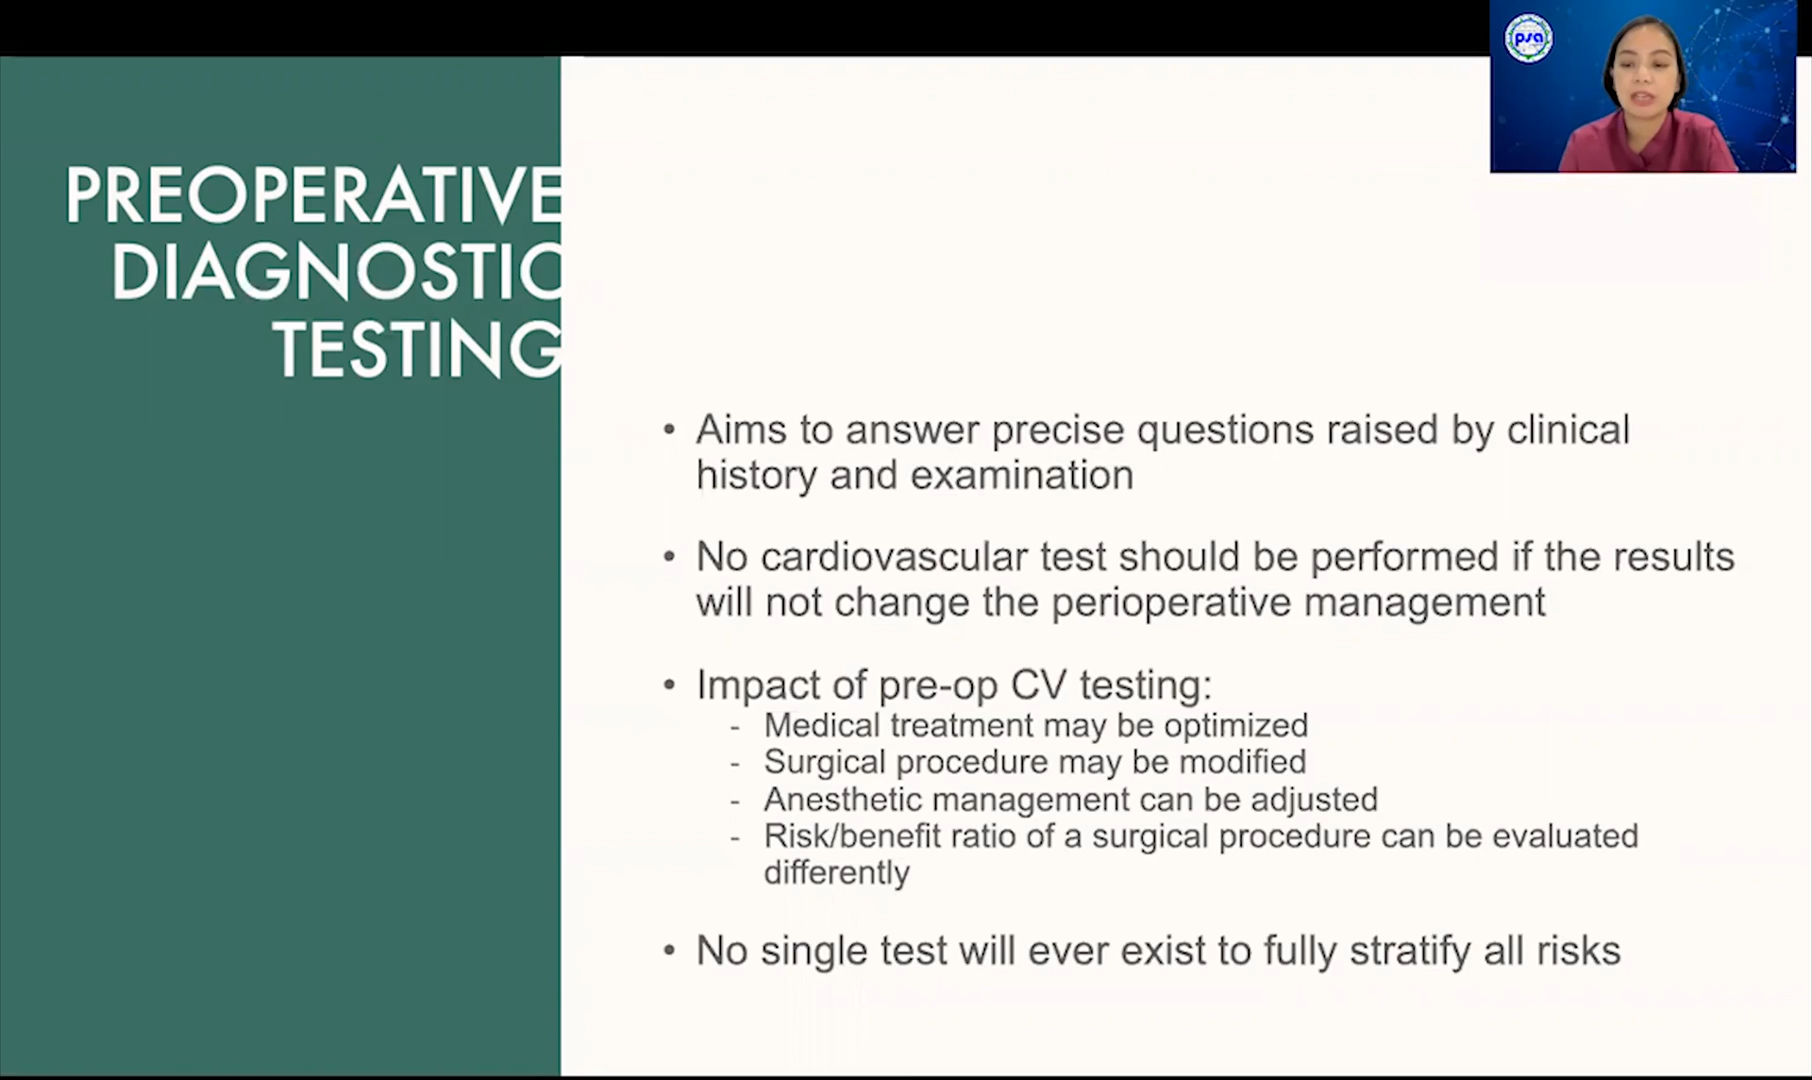 psa
PREOPERATIVE
DIAGNOSTIC
TESTING
• Aims to answer precise questions raised by clinical
history and examination
• No cardiovascular test should be performed if the results
will not change the perioperative management
• Impact of pre-op CV testing:
- Medical treatment may be optimized
- Surgical procedure may be modified
- Anesthetic management can be adjusted
- Risk/benefit ratio of a surgical procedure can be evaluated
differently
• No single test will ever exist to fully stratify all risks